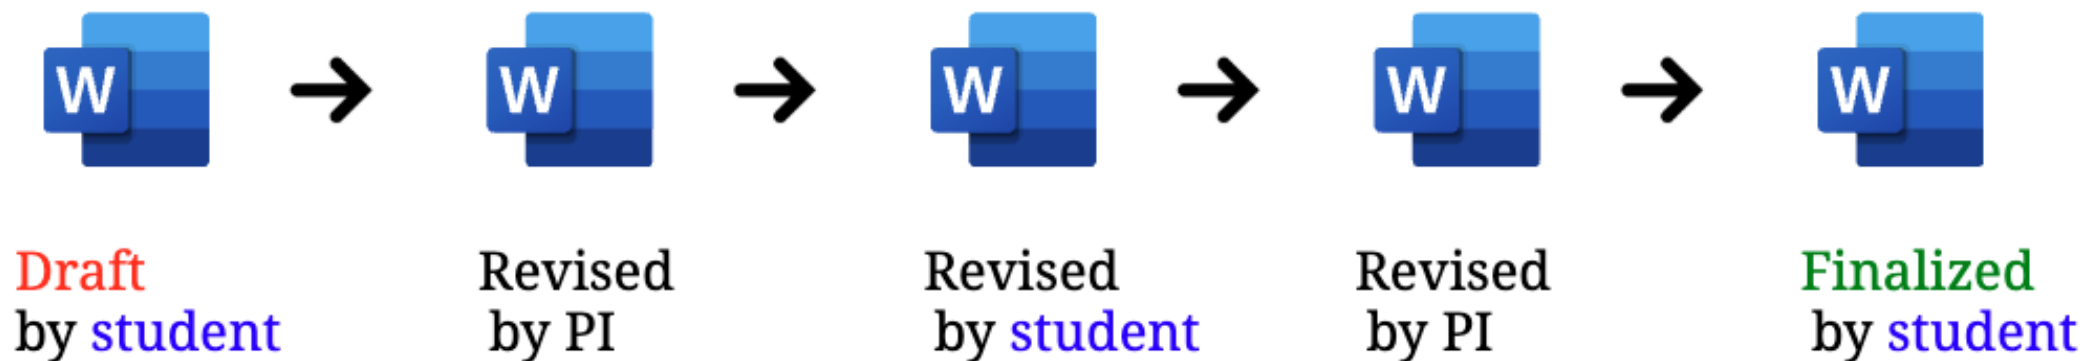 W
W
W
W
W
Draft
by student
Revised
by PI
Revised
by student
Revised
by PI
Finalized
by student